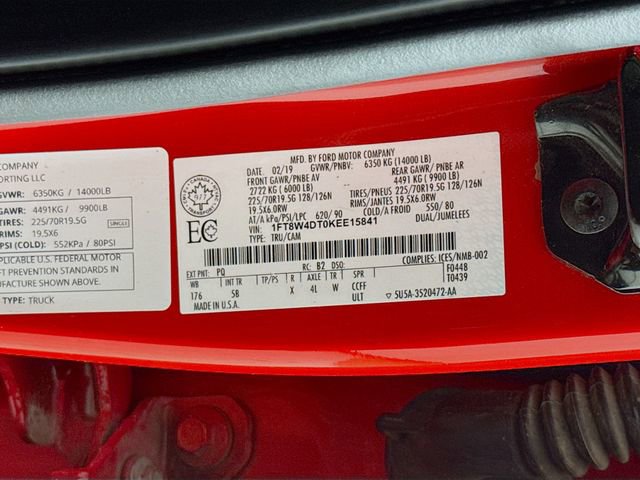 COMPANY
ORTING LLC
GVWR: 6350KG / 14000LB
GAWR: 4491KG / 9900LB
TIRES: 225/70R19.5G SINGLE
RIMS: 19.5X6
PSI (COLD): 552KPa / 80PSI
APPLICABLE U.S. FEDERAL MOTOR
EFT PREVENTION STANDARDS IN
NUFACTURE SHOWN ABOVE.
TYPE: TRUCK
MFD. BY FORD MOTOR COMPANY
DATE: 02/19 GVWR/PNBV: 6350 KG (14000 LB)
FRONT GAWR/PNBE AV REAR GAWR/PNBE AR
2722 KG ( 6000 LB) 4491 KG ( 9900 LB)
225/70R19.5G 128/126N TIRES/PNEUS 225/70R19.5G 128/126N
19.5X6.0RW RIMS/JANTES 19.5X6.0RW
AT/A kPa/PSI/LPC 620/ 90 COLD/A FROID 550/ 80
VIN: 1FT8W4DT0KEE15841 DUAL/JUMELEES
TYPE: TRU/CAM
EC
CANADA
TRANSPORT
COMPLIES: ICES/NMB-002
EXT PNT: PQ RC: B2 DSO: F0448
WB INT TR TP/PS R AXLE TR SPR T0439
176 5B X 4L W CCFF
MADE IN U.S.A. ULT 5U5A-3520472-AA